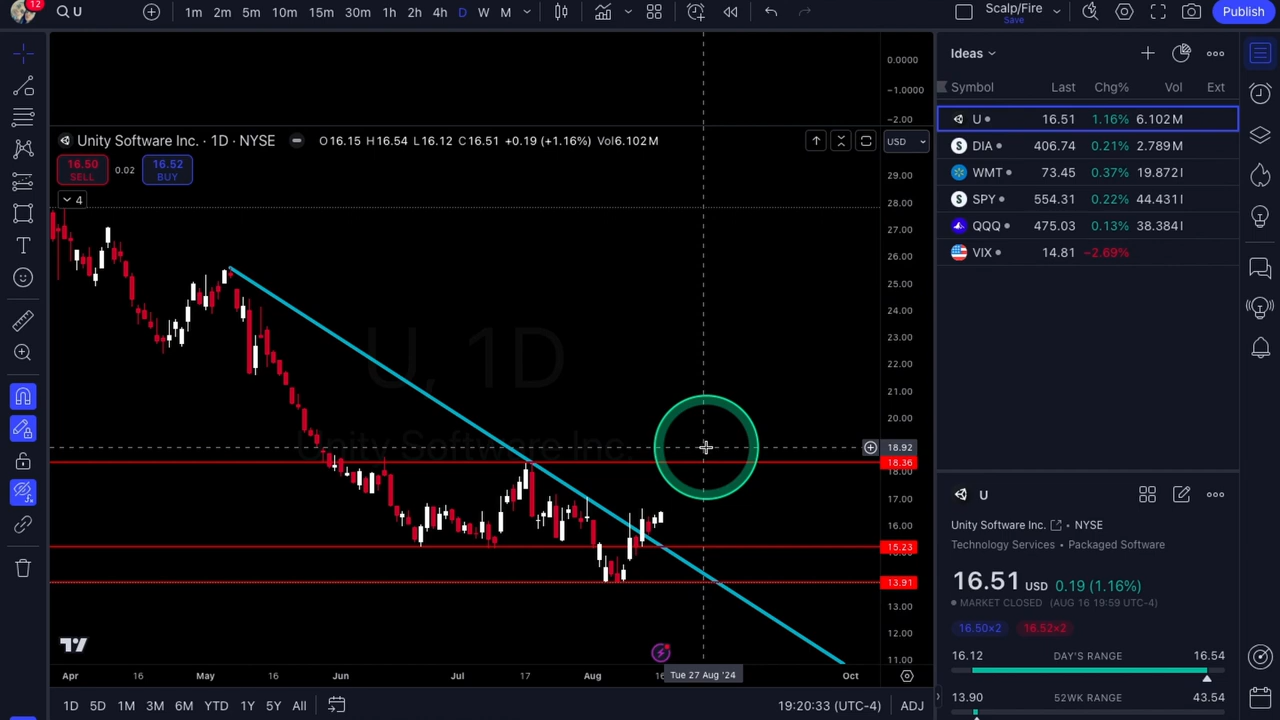 12
U
1m 2m 5m 10m 15m 30m 1h 2h 4h D W M
Scalp/Fire
Save
Publish
Ideas
Symbol Last Chg% Vol Ext
U 16.51 1.16% 6.102 M
DIA 406.74 0.21% 2.789 M
WMT 73.45 0.37% 19.872
SPY 554.31 0.22% 44.431
QQQ 475.03 0.13% 38.384
VIX 14.81 −2.69%
0.0000
−1.0000
−2.00
Unity Software Inc. · 1D · NYSE O16.15 H16.54 L16.12 C16.51 +0.19 (+1.16%) Vol6.102 M
USD
16.50
SELL
0.02
16.52
BUY
4
U, 1D
Unity Software Inc.
29.00
28.00
27.00
26.00
25.00
24.00
23.00
22.00
21.00
20.00
18.92
18.36
18.00
17.00
16.00
15.23
13.91
13.00
12.00
11.00
Apr 16 May 16 Jun 17 Jul 17 Aug
Tue 27 Aug '24
Oct
1D 5D 1M 3M 6M YTD 1Y 5Y All
19:20:33 (UTC-4) ADJ
U
Unity Software Inc. • NYSE
Technology Services • Packaged Software
16.51 USD 0.19 (1.16%)
MARKET CLOSED (AUG 16 19:59 UTC-4)
16.50×2 16.52×2
16.12 DAY'S RANGE 16.54
13.90 52WK RANGE 43.54